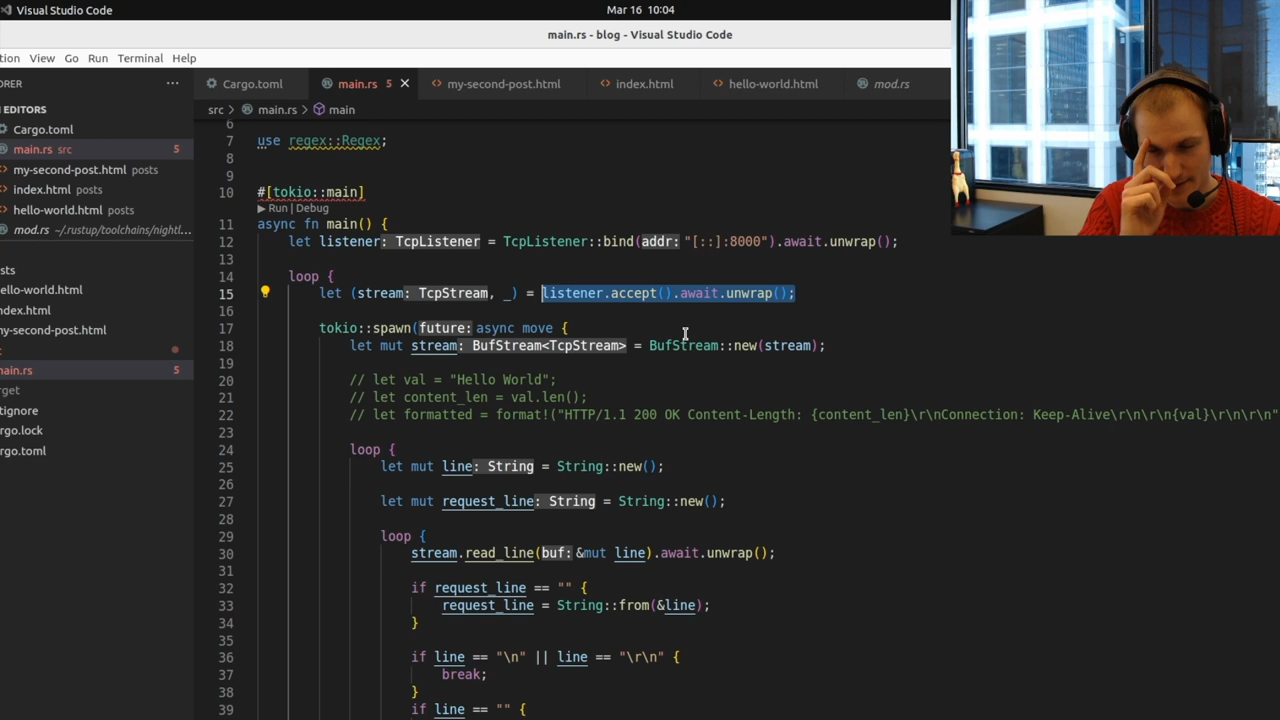 Visual Studio Code
Mar 16 10:04
main.rs - blog - Visual Studio Code
tion View Go Run Terminal Help
ORER
EDITORS
Cargo.toml
main.rs src 5
my-second-post.html posts
index.html posts
hello-world.html posts
mod.rs ~/.rustup/toolchains/nightl...
sts
ello-world.html
ndex.html
my-second-post.html
c
main.rs 5
rget
itignore
argo.lock
argo.toml
Cargo.toml
main.rs 5
my-second-post.html
index.html
hello-world.html
mod.rs
src > main.rs > main
6
7 use regex::Regex;
8
9
10 #[tokio::main]
Run | Debug
11 async fn main() {
12 let listener: TcpListener = TcpListener::bind(addr: "[::]:8000").await.unwrap();
13
14 loop {
15 let (stream: TcpStream, _) = listener.accept().await.unwrap();
16
17 tokio::spawn(future: async move {
18 let mut stream: BufStream<TcpStream> = BufStream::new(stream);
19
20 // let val = "Hello World";
21 // let content_len = val.len();
22 // let formatted = format!("HTTP/1.1 200 OK Content-Length: {content_len}\r\nConnection: Keep-Alive\r\n\r\n{val}\r\n\r\n"
23
24 loop {
25 let mut line: String = String::new();
26
27 let mut request_line: String = String::new();
28
29 loop {
30 stream.read_line(buf: &mut line).await.unwrap();
31
32 if request_line == "" {
33 request_line = String::from(&line);
34 }
35
36 if line == "\n" || line == "\r\n" {
37 break;
38 }
39 if line == "" {